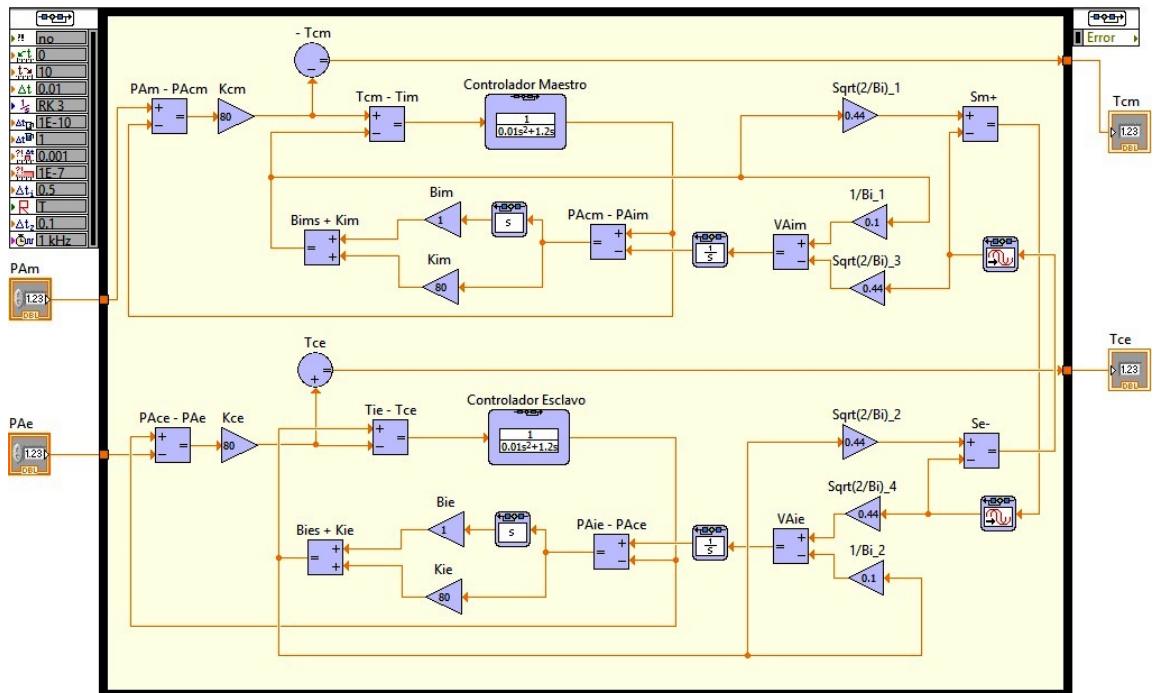 ?! no
0
10
Δt 0.01
RK 3
1E-10
1
0.001
1E-7
Δt₁ 0.5
T
Δt₂ 0.1
1 kHz
Error
- Tcm
PAm - PAcm
Kcm
80
Tcm - Tim
Controlador Maestro
1
0.01s²+1.2s
Sqrt(2/Bi)_1
0.44
Sm+
Tcm
1.23
DBL
Bim
1
s
Bims + Kim
Kim
80
PAcm - PAim
1
s
VAim
1/Bi_1
0.1
Sqrt(2/Bi)_3
0.44
PAm
1.23
DBL
Tce
Tce
1.23
DBL
PAe
1.23
DBL
PAce - PAe
Kce
80
Tie - Tce
Controlador Esclavo
1
0.01s²+1.2s
Sqrt(2/Bi)_2
0.44
Se-
Sqrt(2/Bi)_4
0.44
Bie
1
s
Bies + Kie
Kie
80
PAie - PAce
1
s
VAie
1/Bi_2
0.1